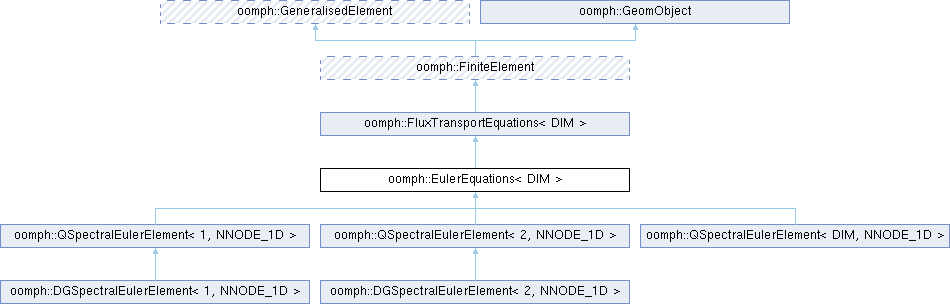 oomph::GeneralisedElement
oomph::GeomObject
oomph::FiniteElement
oomph::FluxTransportEquations< DIM >
oomph::EulerEquations< DIM >
oomph::QSpectralEulerElement< 1, NNODE_1D >
oomph::QSpectralEulerElement< 2, NNODE_1D >
oomph::QSpectralEulerElement< DIM, NNODE_1D >
oomph::DGSpectralEulerElement< 1, NNODE_1D >
oomph::DGSpectralEulerElement< 2, NNODE_1D >